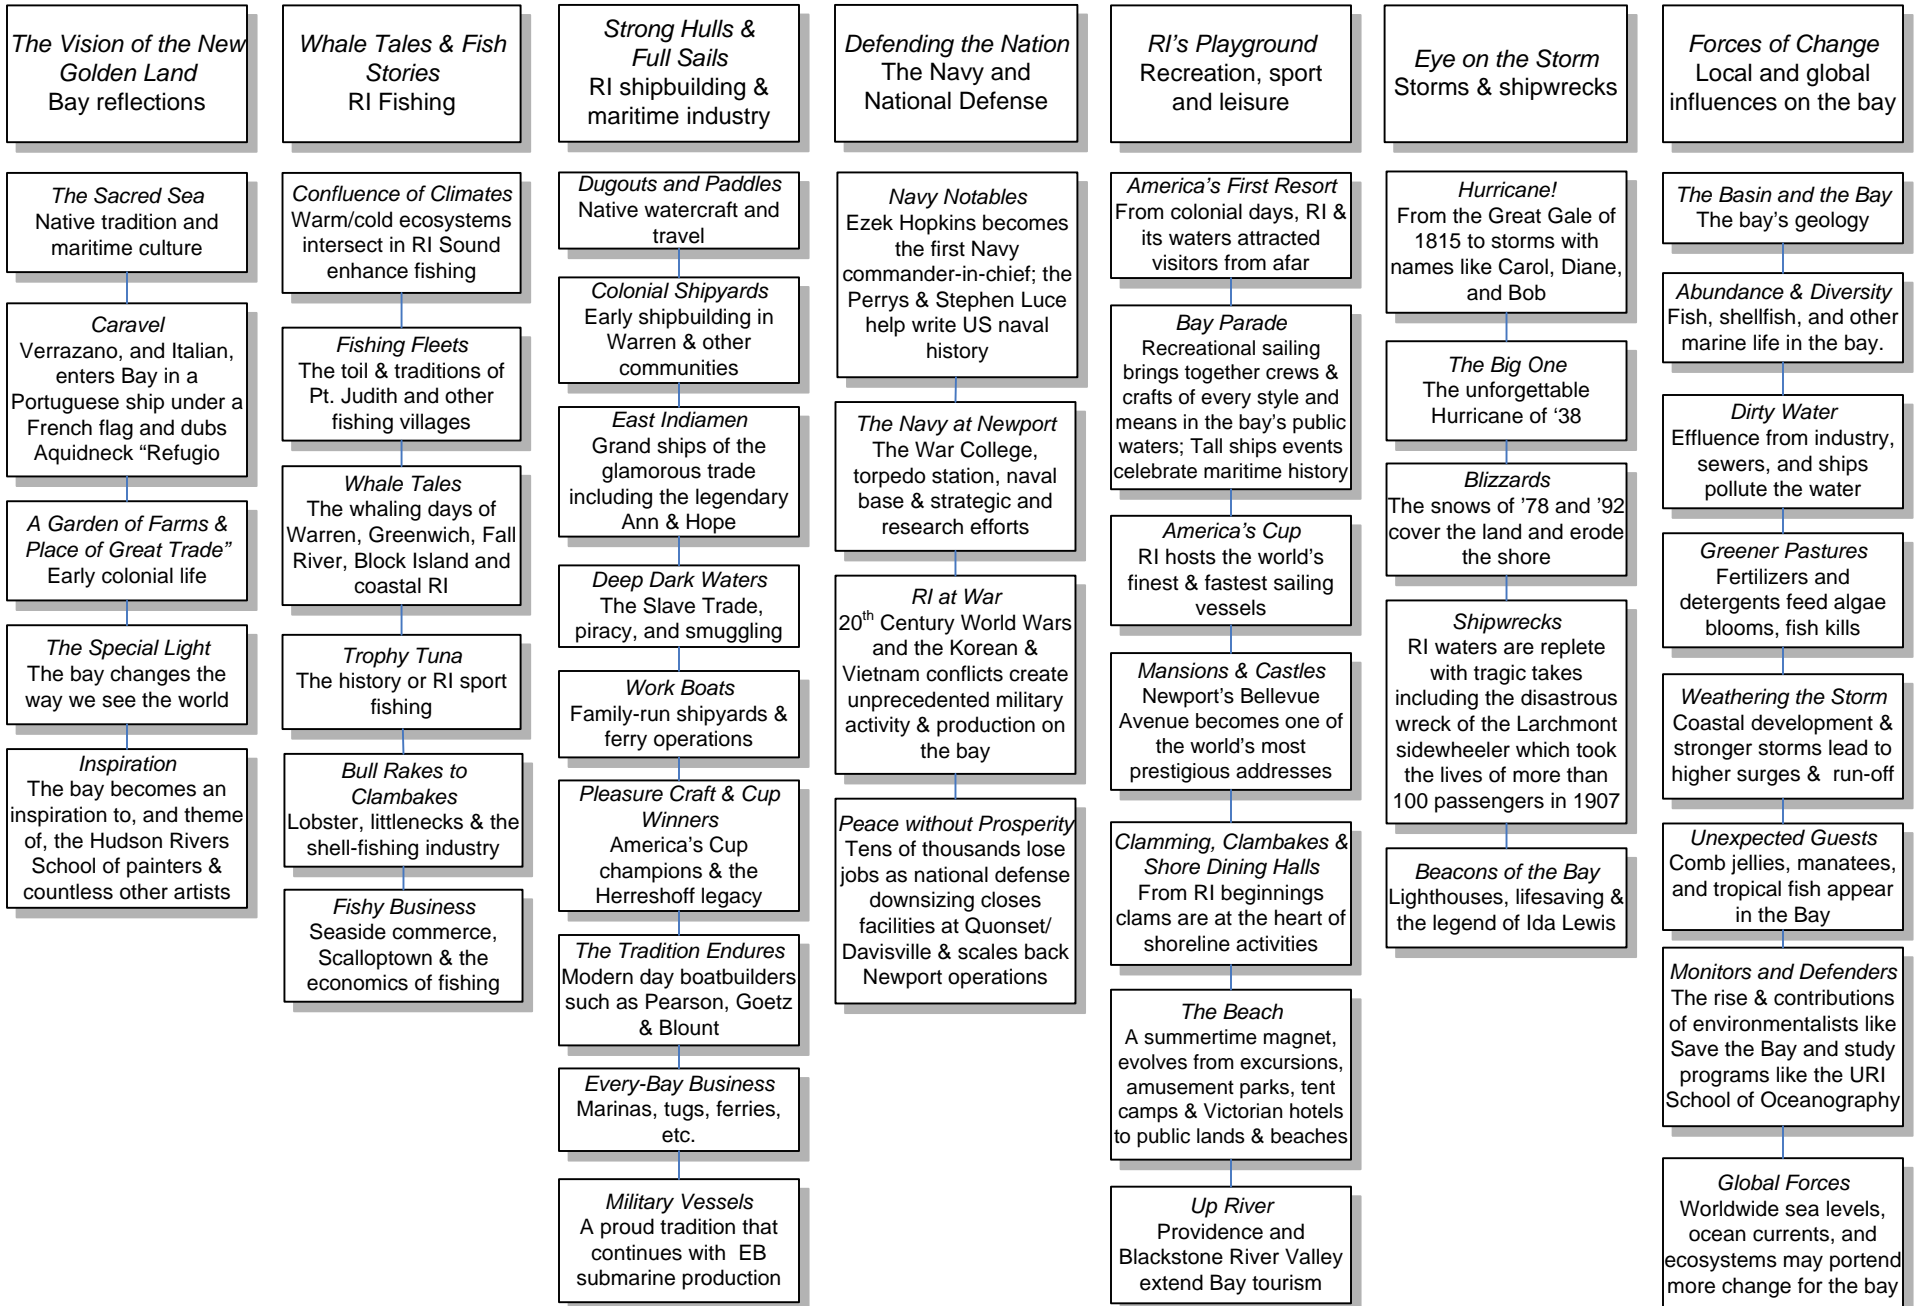 The Vision of the New
Golden Land
Bay reflections
The Sacred Sea
Native tradition and
maritime culture
Caravel
Verrazano, and Italian,
enters Bay in a
Portuguese ship under a
French flag and dubs
Aquidneck “Refugio
A Garden of Farms &
Place of Great Trade”
Early colonial life
The Special Light
The bay changes the
way we see the world
Inspiration
The bay becomes an
inspiration to, and theme
of, the Hudson Rivers
School of painters &
countless other artists
Whale Tales & Fish
Stories
RI Fishing
Confluence of Climates
Warm/cold ecosystems
intersect in RI Sound
enhance fishing
Fishing Fleets
The toil & traditions of
Pt. Judith and other
fishing villages
Whale Tales
The whaling days of
Warren, Greenwich, Fall
River, Block Island and
coastal RI
Trophy Tuna
The history or RI sport
fishing
Bull Rakes to
Clambakes
Lobster, littlenecks & the
shell-fishing industry
Fishy Business
Seaside commerce,
Scalloptown & the
economics of fishing
Strong Hulls &
Full Sails
RI shipbuilding &
maritime industry
Dugouts and Paddles
Native watercraft and
travel
Colonial Shipyards
Early shipbuilding in
Warren & other
communities
East Indiamen
Grand ships of the
glamorous trade
including the legendary
Ann & Hope
Deep Dark Waters
The Slave Trade,
piracy, and smuggling
Work Boats
Family-run shipyards &
ferry operations
Pleasure Craft & Cup
Winners
America’s Cup
champions & the
Herreshoff legacy
The Tradition Endures
Modern day boatbuilders
such as Pearson, Goetz
& Blount
Every-Bay Business
Marinas, tugs, ferries,
etc.
Military Vessels
A proud tradition that
continues with EB
submarine production
Defending the Nation
The Navy and
National Defense
Navy Notables
Ezek Hopkins becomes
the first Navy
commander-in-chief; the
Perrys & Stephen Luce
help write US naval
history
The Navy at Newport
The War College,
torpedo station, naval
base & strategic and
research efforts
RI at War
20th Century World Wars
and the Korean &
Vietnam conflicts create
unprecedented military
activity & production on
the bay
Peace without Prosperity
Tens of thousands lose
jobs as national defense
downsizing closes
facilities at Quonset/
Davisville & scales back
Newport operations
RI’s Playground
Recreation, sport
and leisure
America’s First Resort
From colonial days, RI &
its waters attracted
visitors from afar
Bay Parade
Recreational sailing
brings together crews &
crafts of every style and
means in the bay’s public
waters; Tall ships events
celebrate maritime history
America’s Cup
RI hosts the world’s
finest & fastest sailing
vessels
Mansions & Castles
Newport’s Bellevue
Avenue becomes one of
the world’s most
prestigious addresses
Clamming, Clambakes &
Shore Dining Halls
From RI beginnings
clams are at the heart of
shoreline activities
The Beach
A summertime magnet,
evolves from excursions,
amusement parks, tent
camps & Victorian hotels
to public lands & beaches
Up River
Providence and
Blackstone River Valley
extend Bay tourism
Eye on the Storm
Storms & shipwrecks
Hurricane!
From the Great Gale of
1815 to storms with
names like Carol, Diane,
and Bob
The Big One
The unforgettable
Hurricane of ‘38
Blizzards
The snows of ’78 and ’92
cover the land and erode
the shore
Shipwrecks
RI waters are replete
with tragic takes
including the disastrous
wreck of the Larchmont
sidewheeler which took
the lives of more than
100 passengers in 1907
Beacons of the Bay
Lighthouses, lifesaving &
the legend of Ida Lewis
Forces of Change
Local and global
influences on the bay
The Basin and the Bay
The bay’s geology
Abundance & Diversity
Fish, shellfish, and other
marine life in the bay.
Dirty Water
Effluence from industry,
sewers, and ships
pollute the water
Greener Pastures
Fertilizers and
detergents feed algae
blooms, fish kills
Weathering the Storm
Coastal development &
stronger storms lead to
higher surges & run-off
Unexpected Guests
Comb jellies, manatees,
and tropical fish appear
in the Bay
Monitors and Defenders
The rise & contributions
of environmentalists like
Save the Bay and study
programs like the URI
School of Oceanography
Global Forces
Worldwide sea levels,
ocean currents, and
ecosystems may portend
more change for the bay